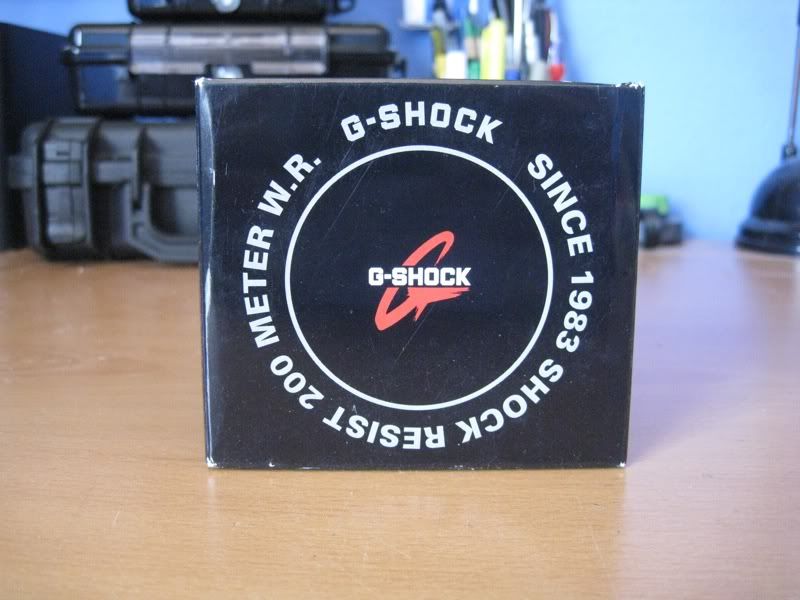 G-SHOCK SINCE 1983 SHOCK RESIST 200 METER W.R.
G-SHOCK